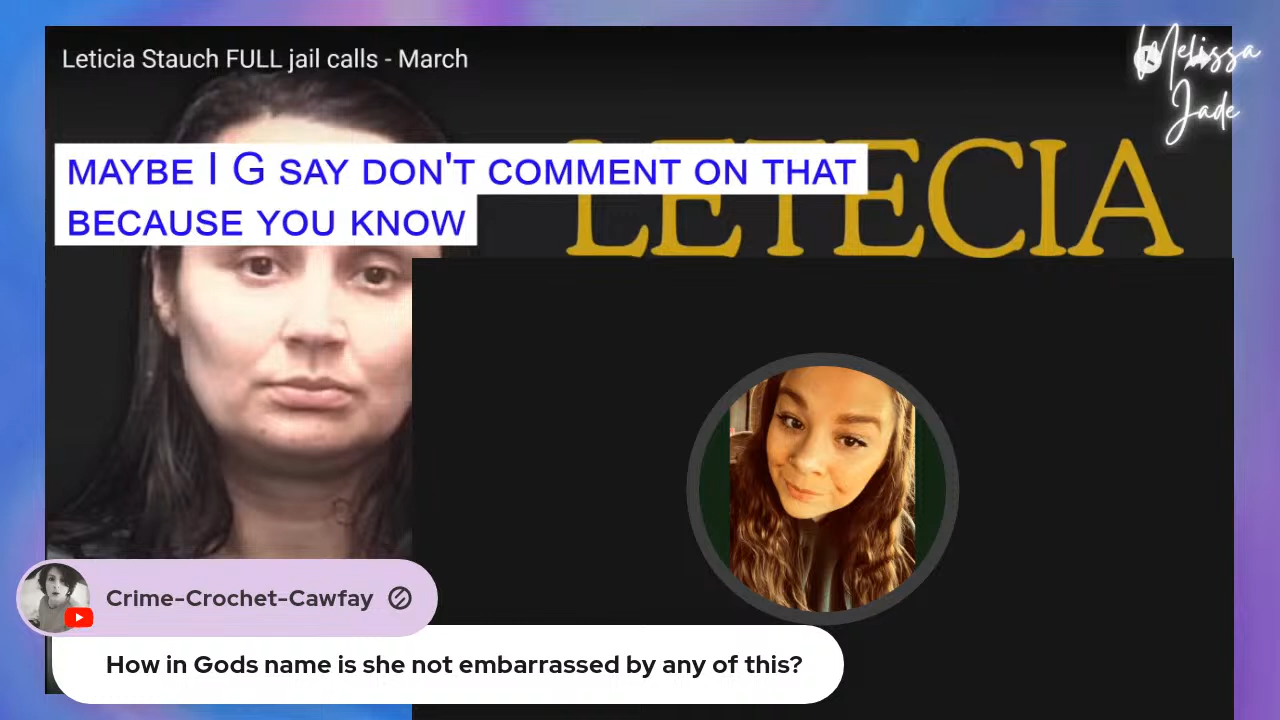 Leticia Stauch FULL jail calls - March
Melissa
Jade
MAYBE I G SAY DON'T COMMENT ON THAT
BECAUSE YOU KNOW
LETECIA
Crime-Crochet-Cawfay
How in Gods name is she not embarrassed by any of this?